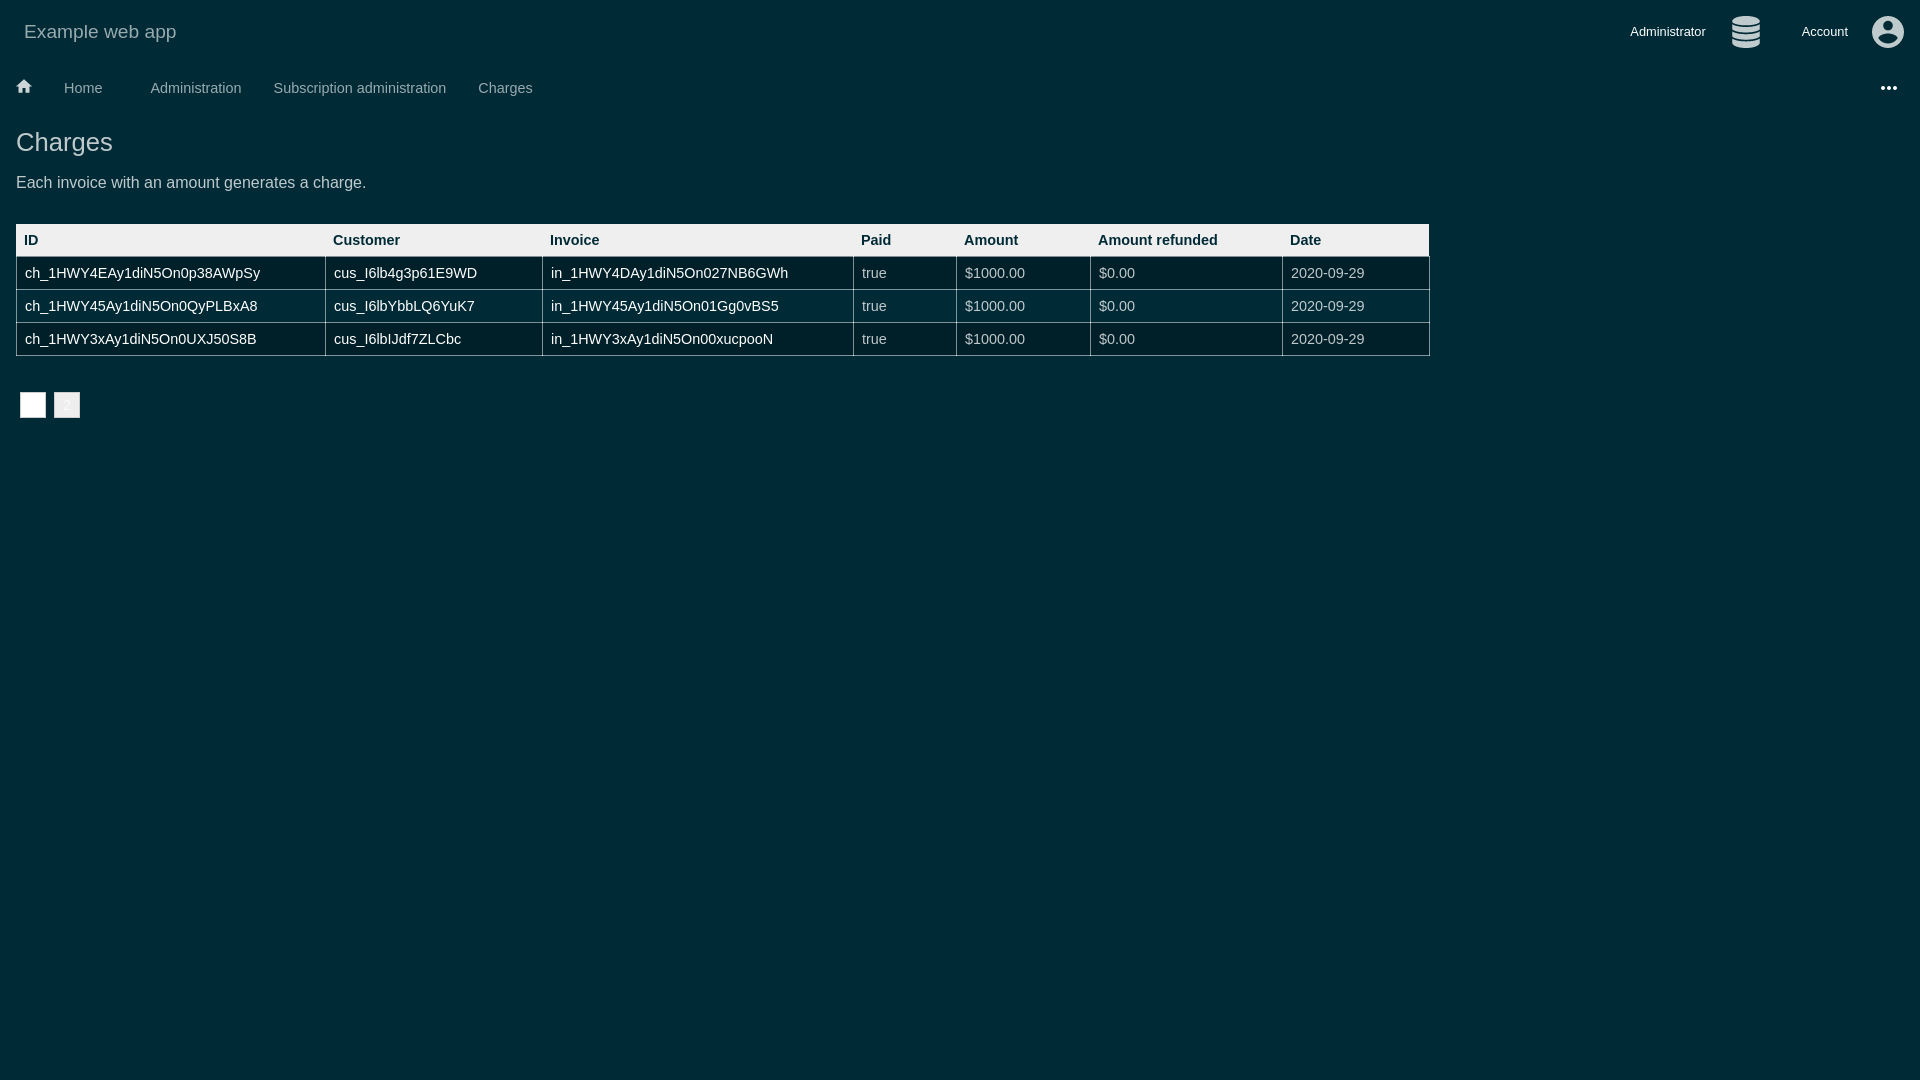 Example web app
Administrator
Account
Home
Administration
Subscription administration
Charges
Charges
Each invoice with an amount generates a charge.
ID Customer Invoice Paid Amount Amount refunded Date
ch_1HWY4EAy1diN5On0p38AWpSy cus_I6lb4g3p61E9WD in_1HWY4DAy1diN5On027NB6GWh true $1000.00 $0.00 2020-09-29
ch_1HWY45Ay1diN5On0QyPLBxA8 cus_I6lbYbbLQ6YuK7 in_1HWY45Ay1diN5On01Gg0vBS5 true $1000.00 $0.00 2020-09-29
ch_1HWY3xAy1diN5On0UXJ50S8B cus_I6lbIJdf7ZLCbc in_1HWY3xAy1diN5On00xucpooN true $1000.00 $0.00 2020-09-29
2